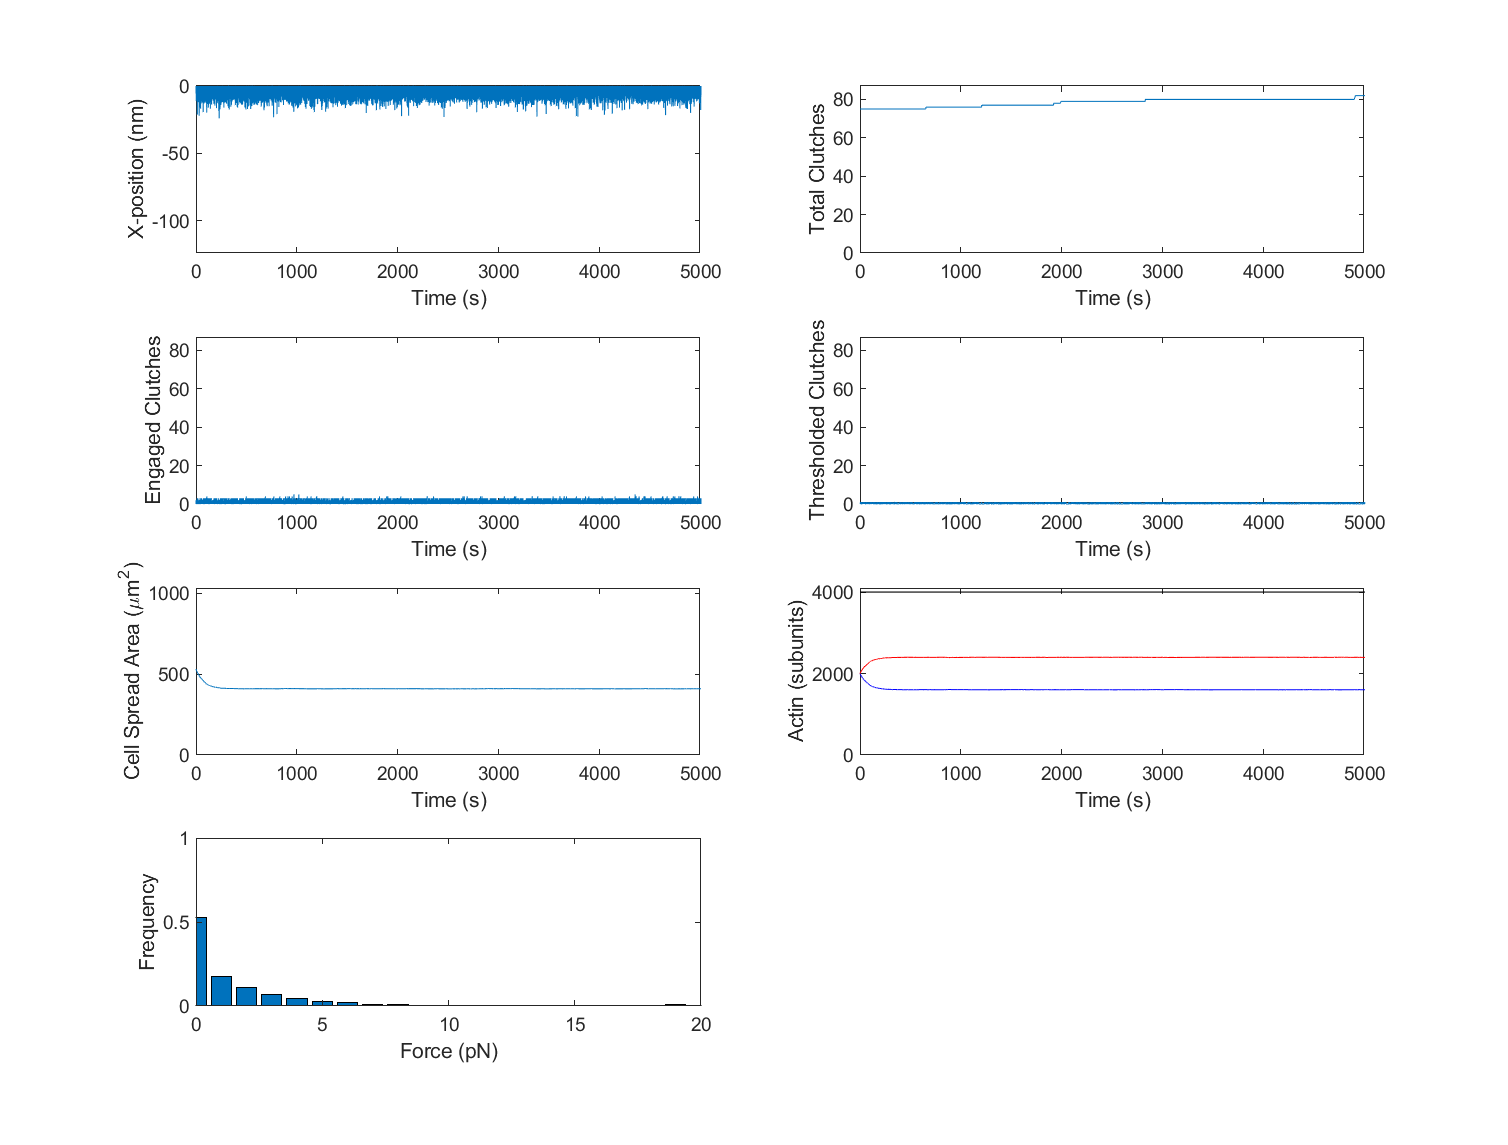 X-position (nm)
0
-50
-100
0 1000 2000 3000 4000 5000
Time (s)
Total Clutches
80
60
40
20
0
0 1000 2000 3000 4000 5000
Time (s)
Engaged Clutches
80
60
40
20
0
0 1000 2000 3000 4000 5000
Time (s)
Thresholded Clutches
80
60
40
20
0
0 1000 2000 3000 4000 5000
Time (s)
Cell Spread Area (μm²)
1000
500
0
0 1000 2000 3000 4000 5000
Time (s)
Actin (subunits)
4000
2000
0
0 1000 2000 3000 4000 5000
Time (s)
Frequency
1
0.5
0
0 5 10 15 20
Force (pN)